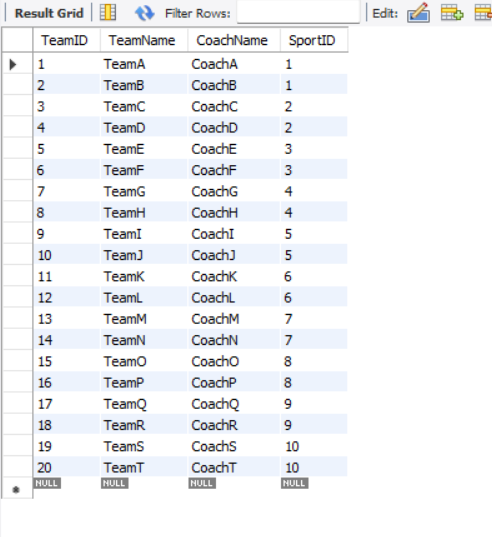 Result Grid Filter Rows: Edit:
TeamID TeamName CoachName SportID
1 TeamA CoachA 1
2 TeamB CoachB 1
3 TeamC CoachC 2
4 TeamD CoachD 2
5 TeamE CoachE 3
6 TeamF CoachF 3
7 TeamG CoachG 4
8 TeamH CoachH 4
9 TeamI CoachI 5
10 TeamJ CoachJ 5
11 TeamK CoachK 6
12 TeamL CoachL 6
13 TeamM CoachM 7
14 TeamN CoachN 7
15 TeamO CoachO 8
16 TeamP CoachP 8
17 TeamQ CoachQ 9
18 TeamR CoachR 9
19 TeamS CoachS 10
20 TeamT CoachT 10
NULL NULL NULL NULL